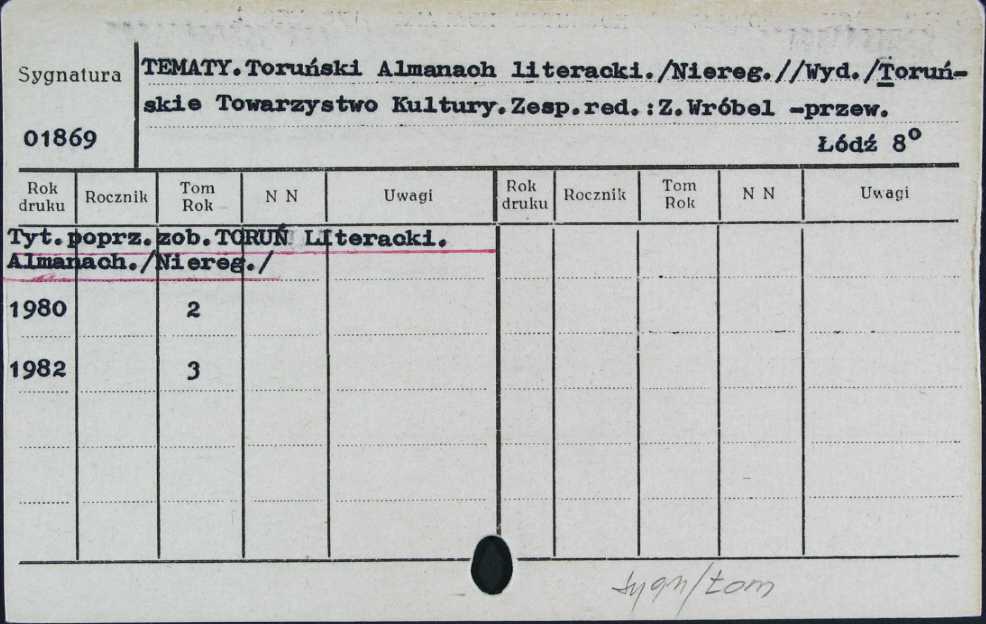 Sygnatura
01869
TEMATY.Toruński Almanach literacki./Niereg.//Wyd./Toruń-
skie Towarzystwo Kultury.Zesp.red.:Z.Wróbel -przew.
Łódź 8°
Rok druku Rocznik Tom Rok N N Uwagi Rok druku Rocznik Tom Rok N N Uwagi
Tyt.poprz.zob.TORUŃ LIteracki.
Almanach./Niereg./
1980 2
1982 3
sygn/tom